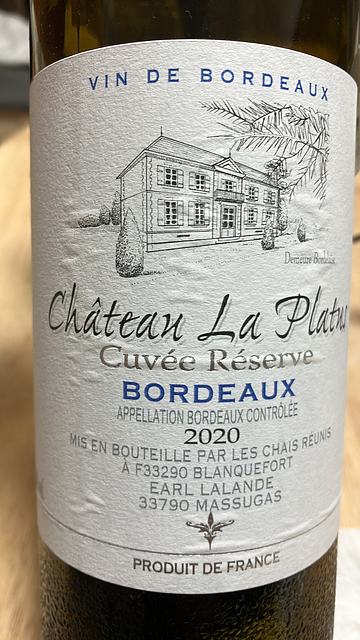 VIN DE BORDEAUX
Demeure Bordelaise
Château La Platus
Cuvée Réserve
BORDEAUX
APPELLATION BORDEAUX CONTRÔLÉE
2020
MIS EN BOUTEILLE PAR LES CHAIS RÉUNIS
À F33290 BLANQUEFORT
EARL LALANDE
33790 MASSUGAS
PRODUIT DE FRANCE